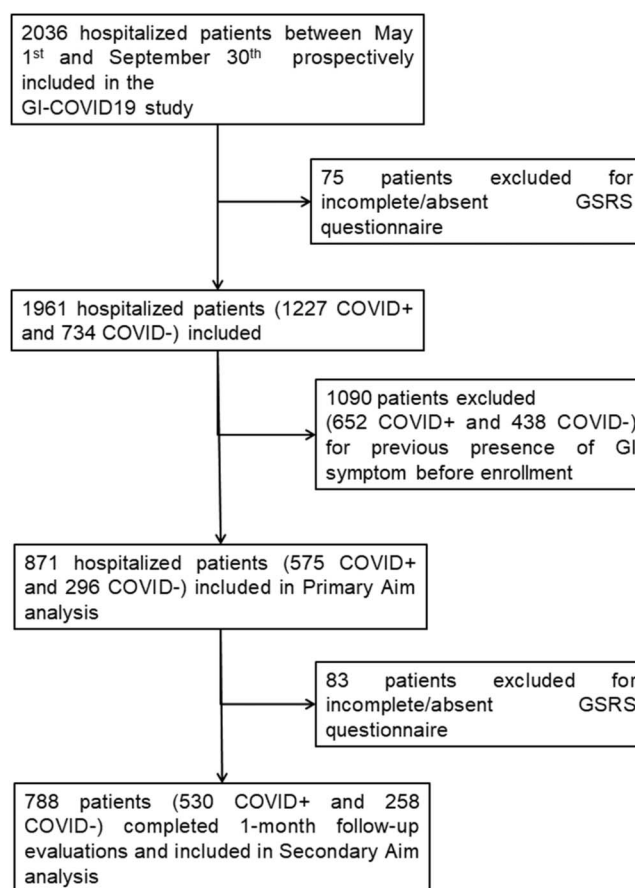 2036 hospitalized patients between May
1st and September 30th prospectively
included in the
GI-COVID19 study
75 patients excluded for
incomplete/absent GSRS
questionnaire
1961 hospitalized patients (1227 COVID+
and 734 COVID-) included
1090 patients excluded
(652 COVID+ and 438 COVID-)
for previous presence of GI
symptom before enrollment
871 hospitalized patients (575 COVID+
and 296 COVID-) included in Primary Aim
analysis
83 patients excluded for
incomplete/absent GSRS
questionnaire
788 patients (530 COVID+ and 258
COVID-) completed 1-month follow-up
evaluations and included in Secondary Aim
analysis